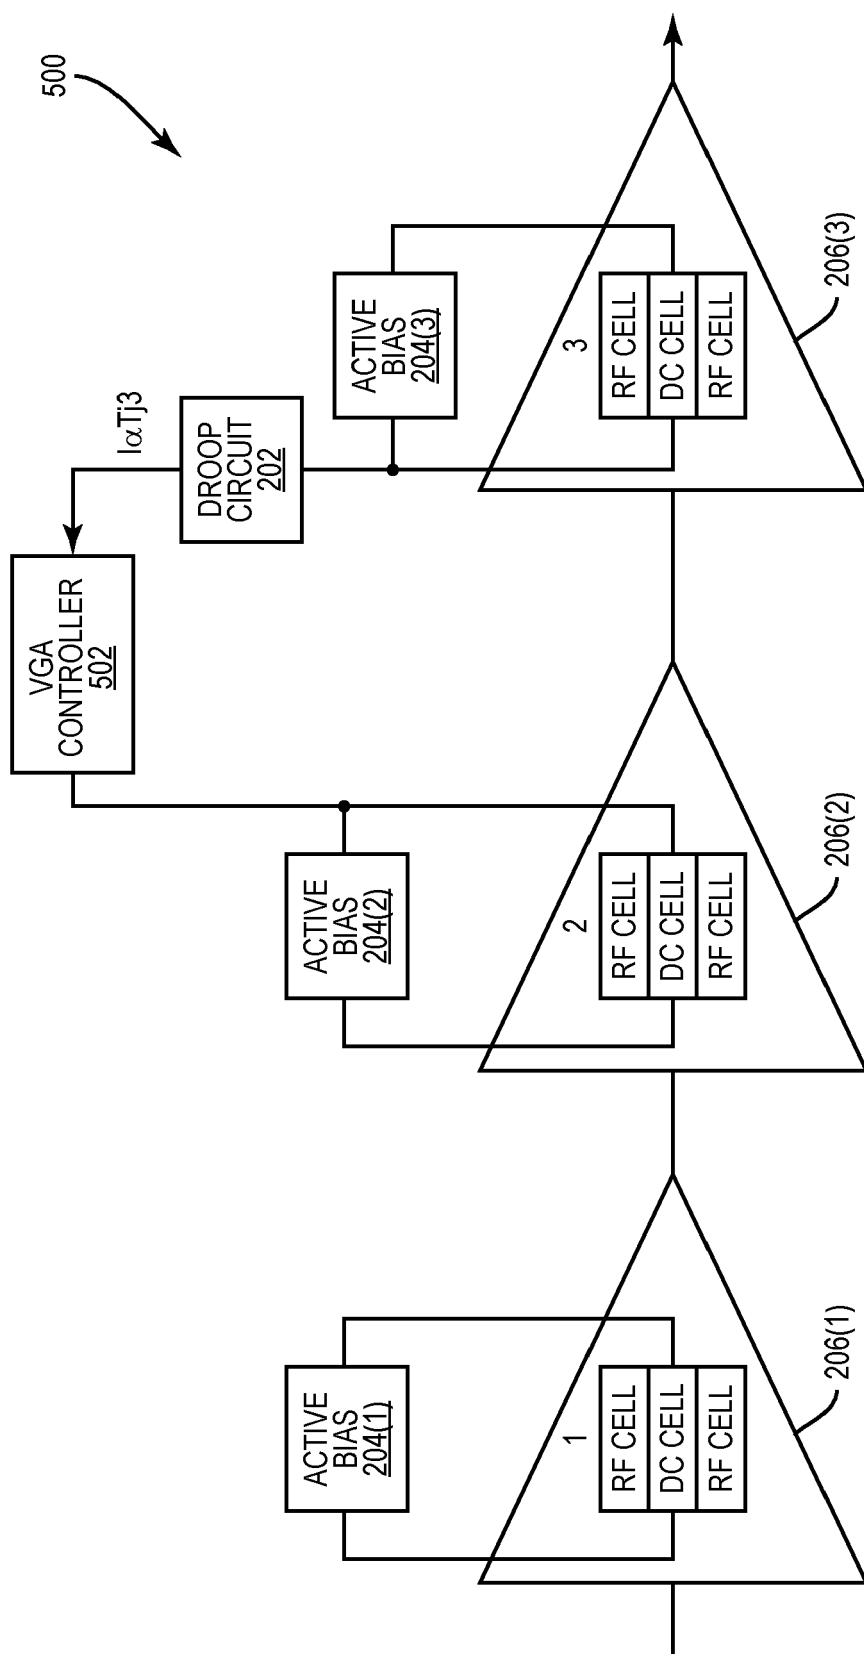 500
VGA
CONTROLLER
502
IαTj3
DROOP
CIRCUIT
202
ACTIVE
BIAS
204(1)
ACTIVE
BIAS
204(2)
ACTIVE
BIAS
204(3)
1
RF CELL
DC CELL
RF CELL
206(1)
2
RF CELL
DC CELL
RF CELL
206(2)
3
RF CELL
DC CELL
RF CELL
206(3)